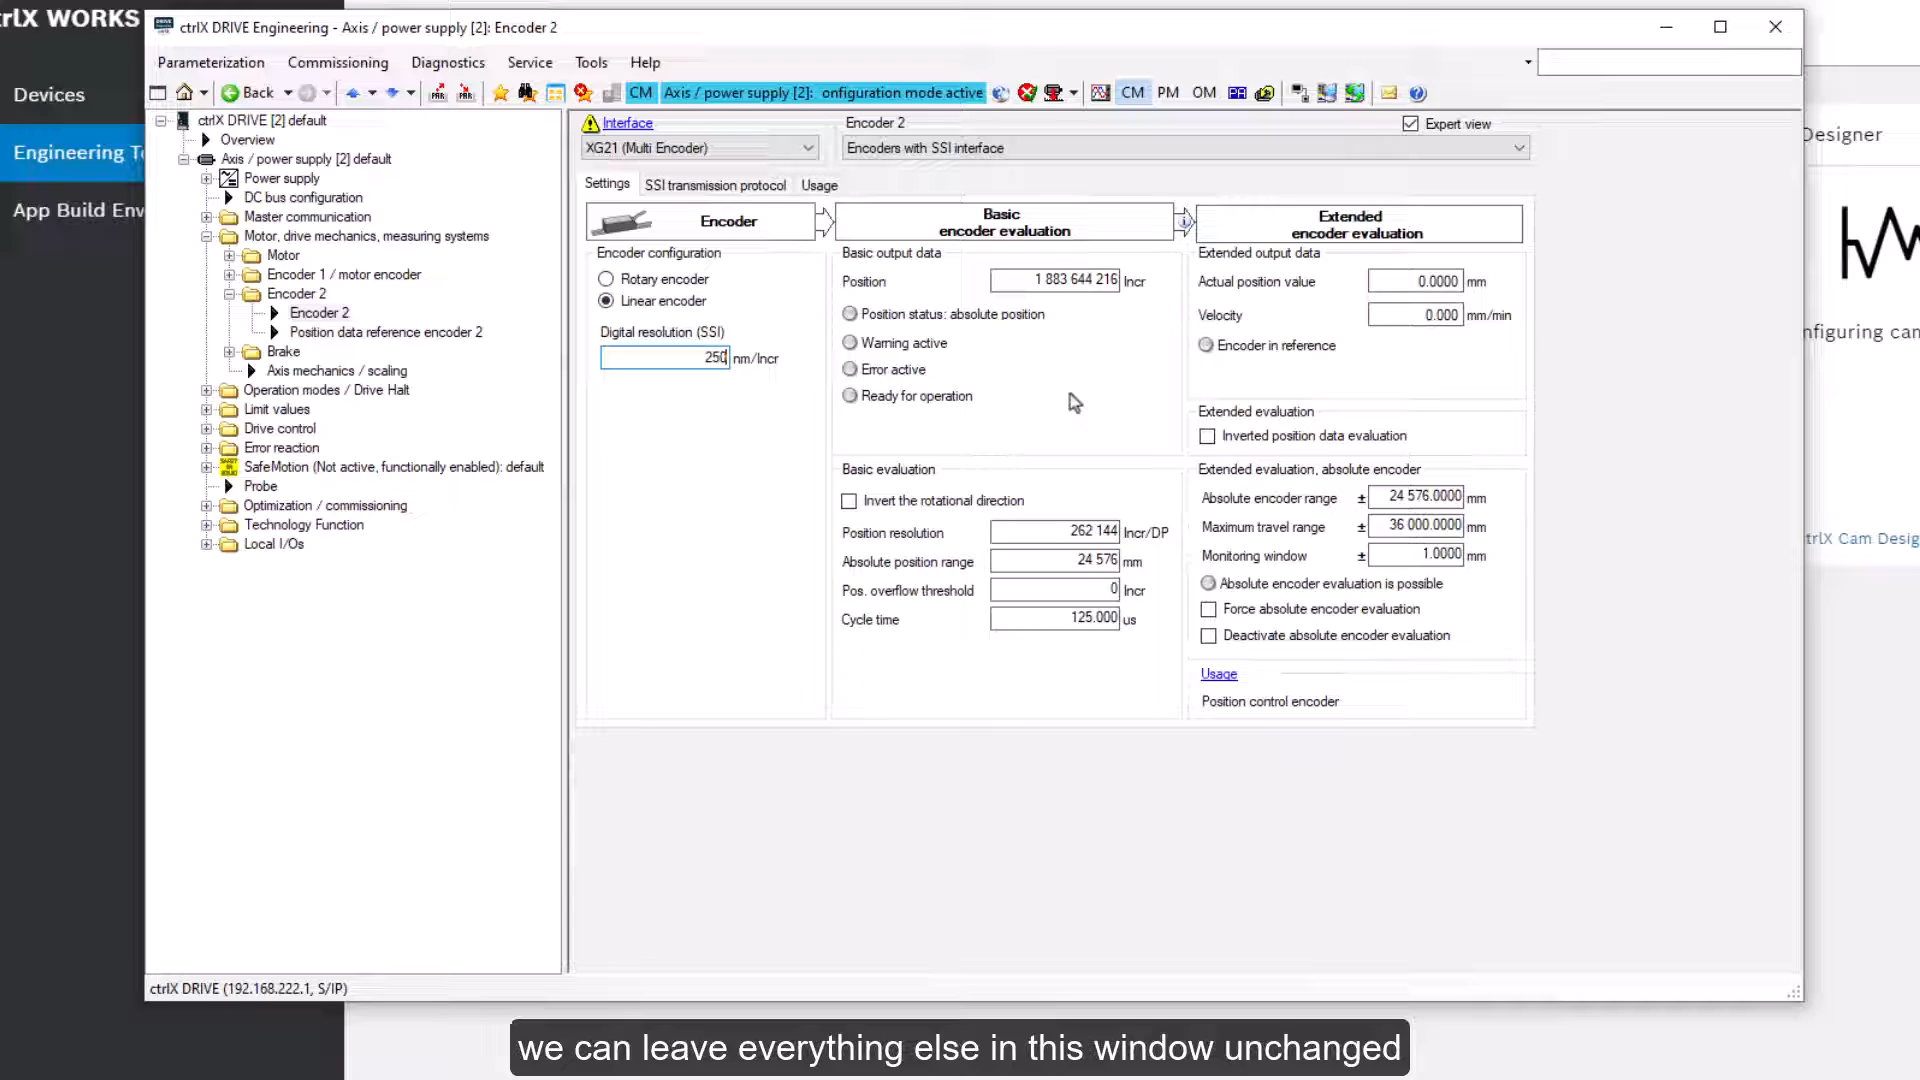 rlX WORKS
ctrlX DRIVE Engineering - Axis / power supply [2]: Encoder 2
Parameterization Commissioning Diagnostics Service Tools Help
Back CM Axis / power supply [2]: onfiguration mode active CM PM OM
Devices
Engineering To
App Build Env
ctrlX DRIVE [2] default
Overview
Axis / power supply [2] default
Power supply
DC bus configuration
Master communication
Motor, drive mechanics, measuring systems
Motor
Encoder 1 / motor encoder
Encoder 2
Encoder 2
Position data reference encoder 2
Brake
Axis mechanics / scaling
Operation modes / Drive Halt
Limit values
Drive control
Error reaction
SafeMotion (Not active, functionally enabled): default
Probe
Optimization / commissioning
Technology Function
Local I/Os
Interface
Encoder 2
Expert view
XG21 (Multi Encoder)
Encoders with SSI interface
Settings SSI transmission protocol Usage
Encoder
Basic
encoder evaluation
Extended
encoder evaluation
Encoder configuration
Rotary encoder
Linear encoder
Digital resolution (SSI)
250 nm/Incr
Basic output data
Position 1 883 644 216 Incr
Position status: absolute position
Warning active
Error active
Ready for operation
Basic evaluation
Invert the rotational direction
Position resolution 262 144 Incr/DP
Absolute position range 24 576 mm
Pos. overflow threshold 0 Incr
Cycle time 125.000 us
Extended output data
Actual position value 0.0000 mm
Velocity 0.000 mm/min
Encoder in reference
Extended evaluation
Inverted position data evaluation
Extended evaluation, absolute encoder
Absolute encoder range ± 24 576.0000 mm
Maximum travel range ± 36 000.0000 mm
Monitoring window ± 1.0000 mm
Absolute encoder evaluation is possible
Force absolute encoder evaluation
Deactivate absolute encoder evaluation
Usage
Position control encoder
Designer
nfiguring can
trlX Cam Desig
ctrlX DRIVE (192.168.222.1, S/IP)
we can leave everything else in this window unchanged